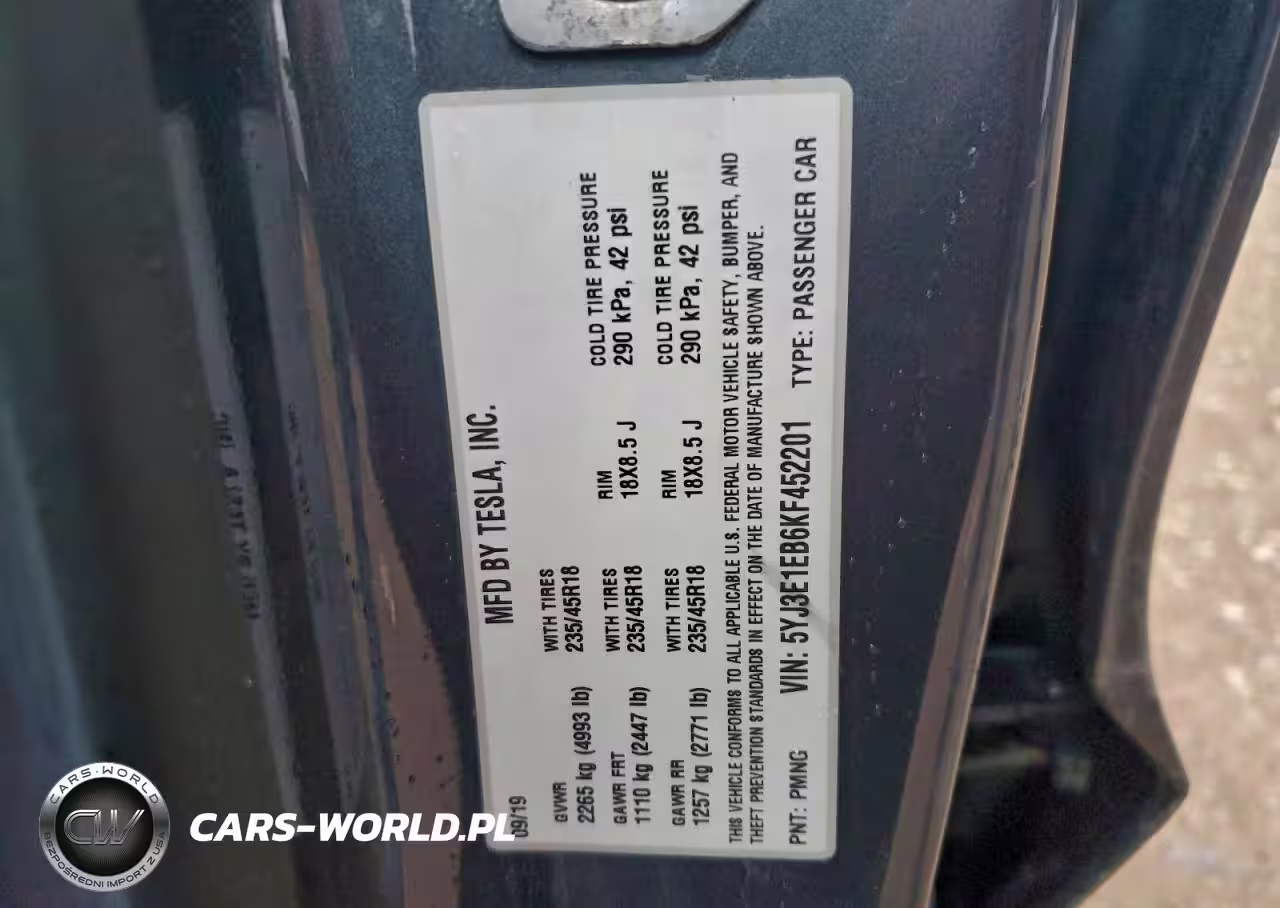 MFD BY TESLA, INC.
09/19
GVWR
2265 kg (4993 lb)
WITH TIRES
235/45R18
GAWR FRT
1110 kg (2447 lb)
WITH TIRES
235/45R18
RIM
18X8.5 J
COLD TIRE PRESSURE
290 kPa, 42 psi
GAWR RR
1257 kg (2771 lb)
WITH TIRES
235/45R18
RIM
18X8.5 J
COLD TIRE PRESSURE
290 kPa, 42 psi
THIS VEHICLE CONFORMS TO ALL APPLICABLE U.S. FEDERAL MOTOR VEHICLE SAFETY, BUMPER, AND
THEFT PREVENTION STANDARDS IN EFFECT ON THE DATE OF MANUFACTURE SHOWN ABOVE.
PNT: PMNG VIN: 5YJ3E1EB6KF452201 TYPE: PASSENGER CAR
CARS-WORLD
CW
BEZPOŚREDNI IMPORT Z USA
CARS-WORLD.PL